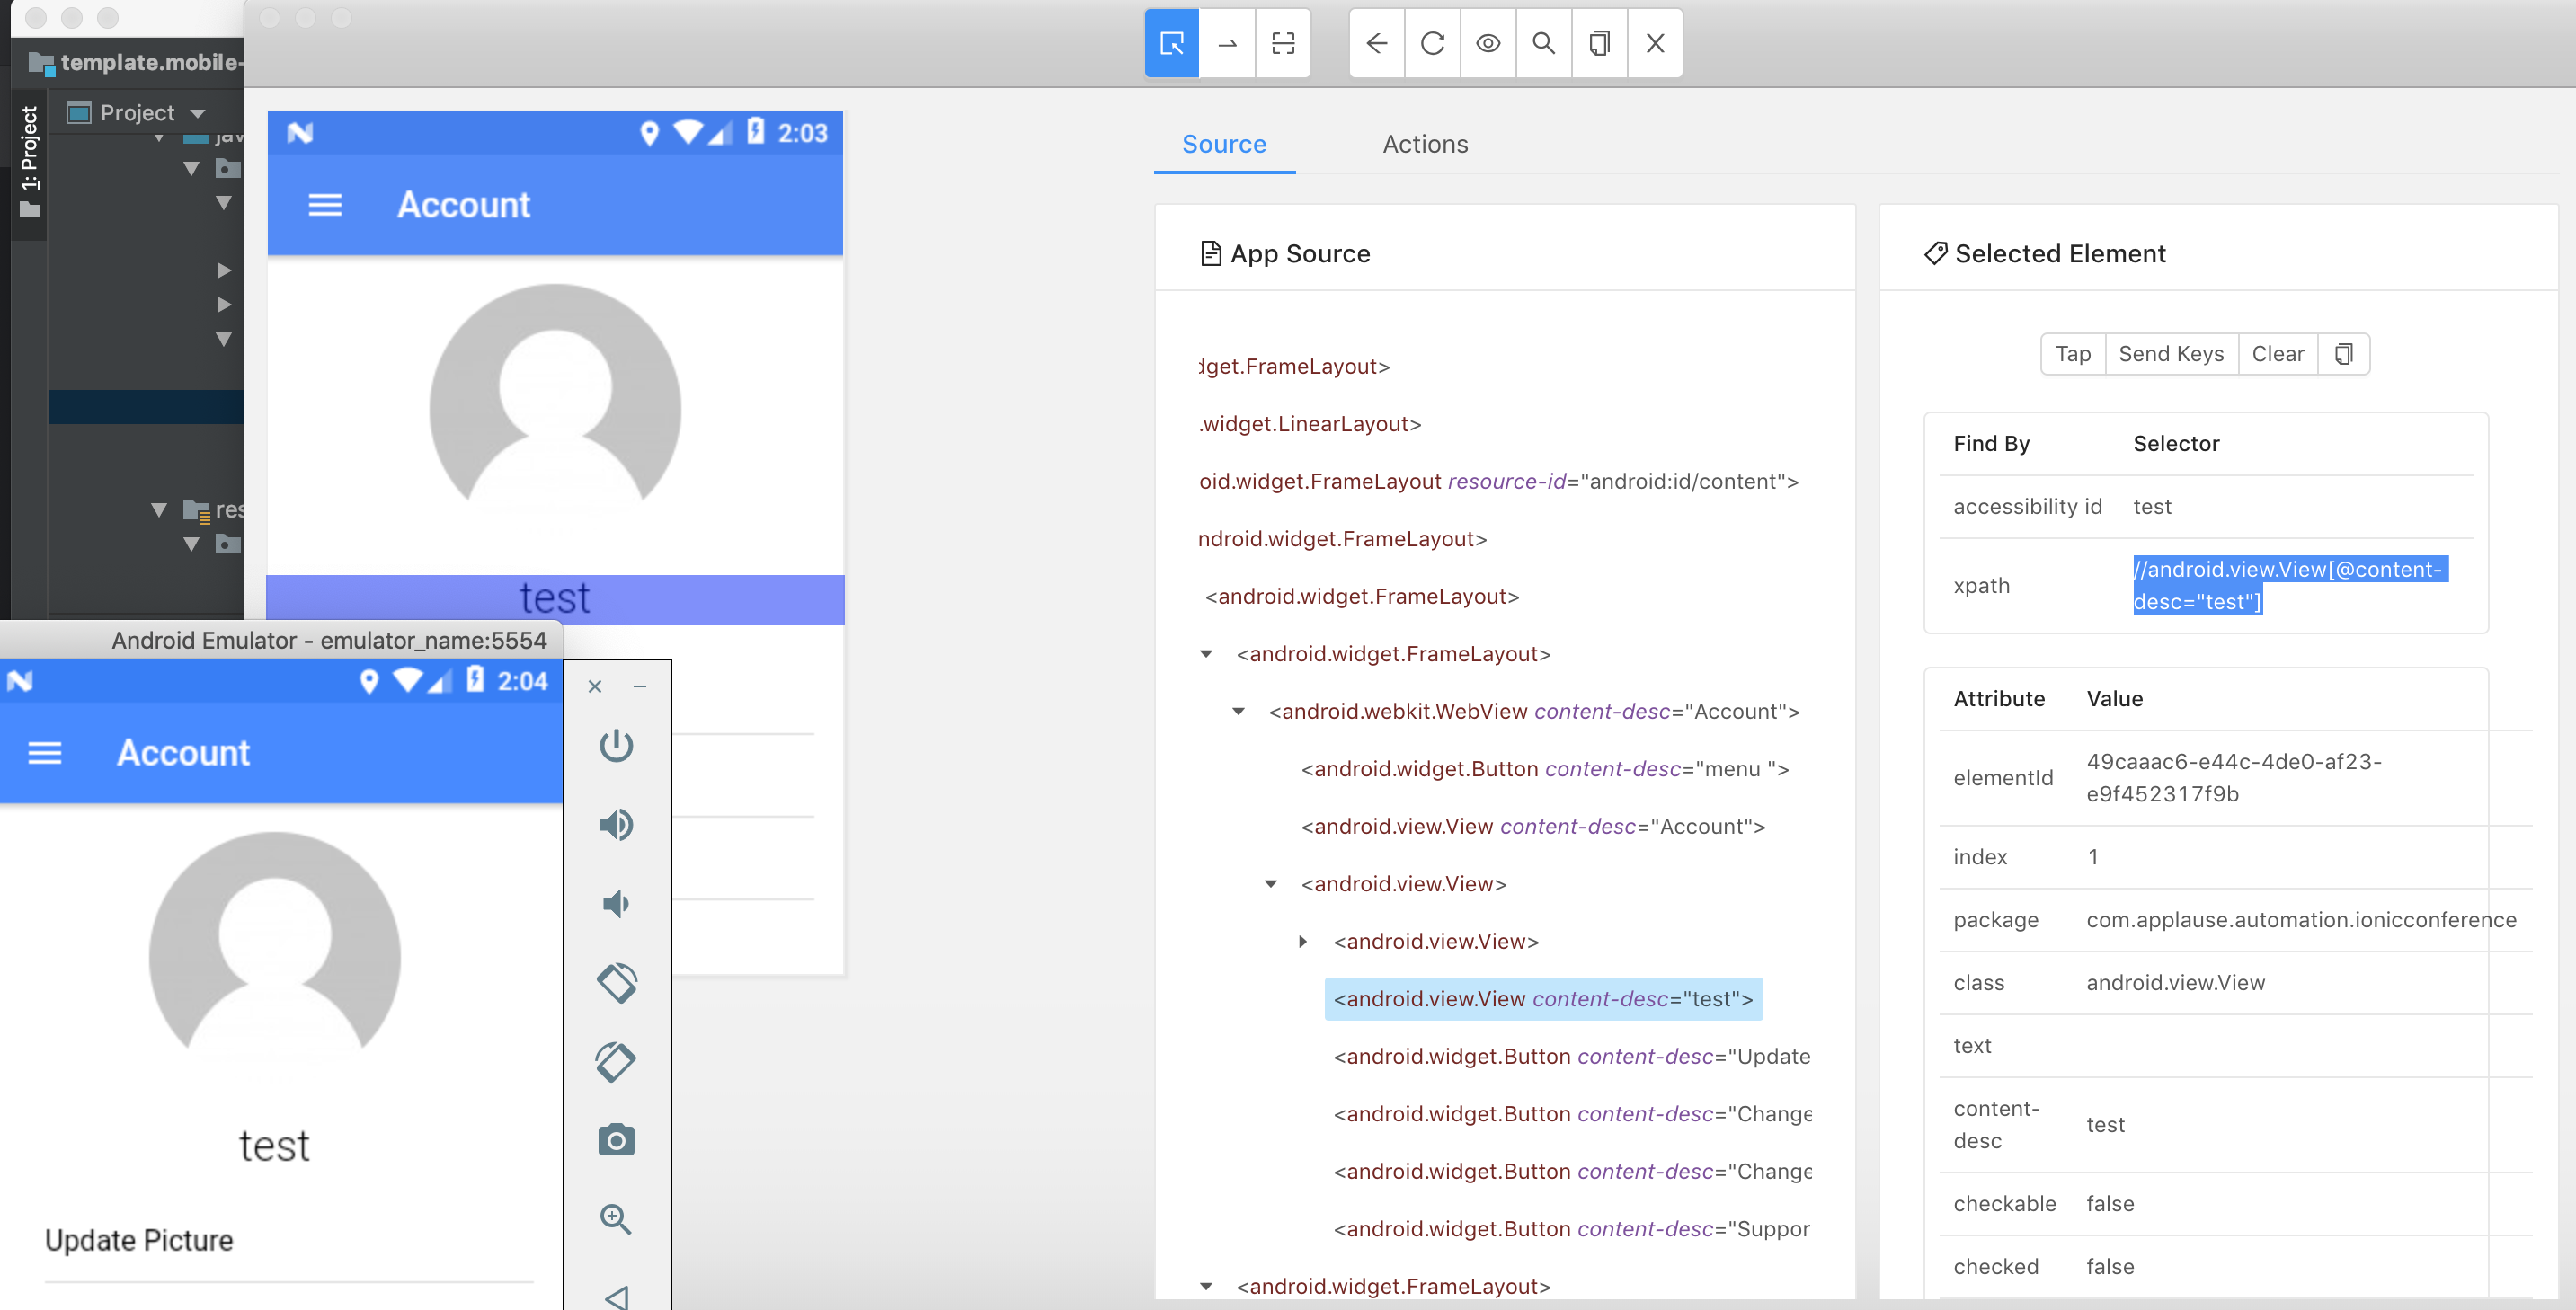 template.mobile-
1: Project
Project
res
2:03
Account
test
Android Emulator - emulator_name:5554
2:04
Account
test
Update Picture
Source
Actions
App Source
dget.FrameLayout>
.widget.LinearLayout>
oid.widget.FrameLayout resource-id="android:id/content">
ndroid.widget.FrameLayout>
<android.widget.FrameLayout>
<android.widget.FrameLayout>
<android.webkit.WebView content-desc="Account">
<android.widget.Button content-desc="menu ">
<android.view.View content-desc="Account">
<android.view.View>
<android.view.View>
<android.view.View content-desc="test">
<android.widget.Button content-desc="Update
<android.widget.Button content-desc="Change
<android.widget.Button content-desc="Change
<android.widget.Button content-desc="Suppor
<android.widget.FrameLayout>
Selected Element
Tap Send Keys Clear
Find By Selector
accessibility id test
xpath //android.view.View[@content-
desc="test"]
Attribute Value
elementId 49caaac6-e44c-4de0-af23-
e9f452317f9b
index 1
package com.applause.automation.ionicconference
class android.view.View
text
content-
desc test
checkable false
checked false